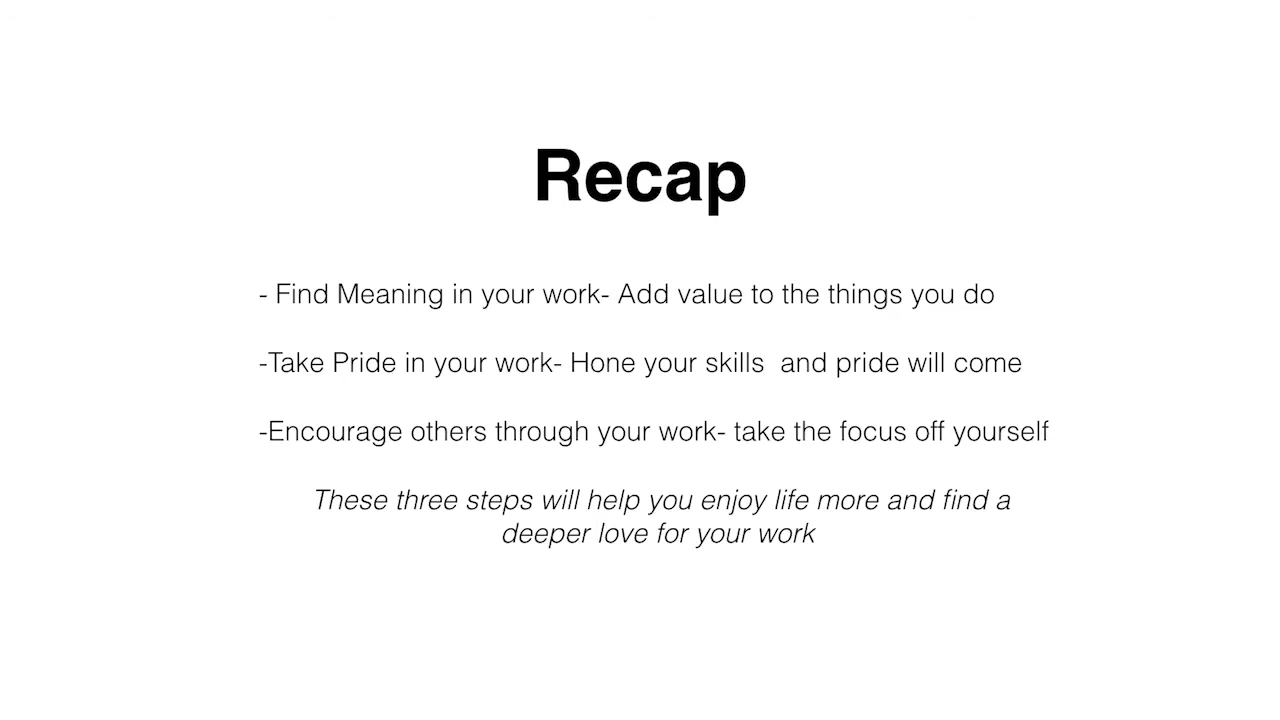 Recap
- Find Meaning in your work- Add value to the things you do
-Take Pride in your work- Hone your skills  and pride will come
-Encourage others through your work- take the focus off yourself
These three steps will help you enjoy life more and find a
deeper love for your work